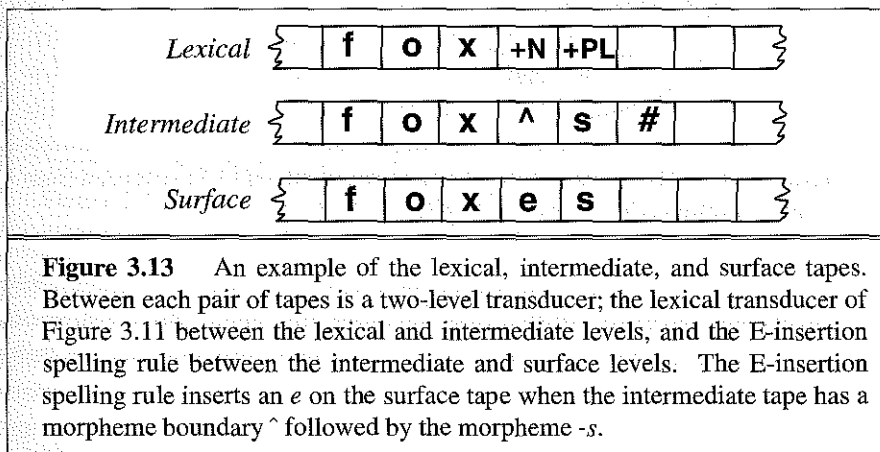 Lexical f o x +N +PL
Intermediate f o x ^ s #
Surface f o x e s
Figure 3.13 An example of the lexical, intermediate, and surface tapes.
Between each pair of tapes is a two-level transducer; the lexical transducer of
Figure 3.11 between the lexical and intermediate levels, and the E-insertion
spelling rule between the intermediate and surface levels. The E-insertion
spelling rule inserts an e on the surface tape when the intermediate tape has a
morpheme boundary ^ followed by the morpheme -s.